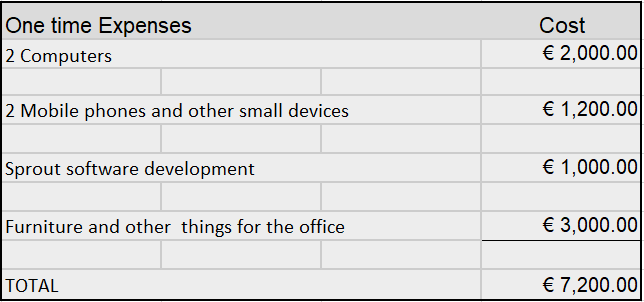 One time Expenses Cost
2 Computers € 2,000.00
2 Mobile phones and other small devices € 1,200.00
Sprout software development € 1,000.00
Furniture and other  things for the office € 3,000.00
TOTAL € 7,200.00